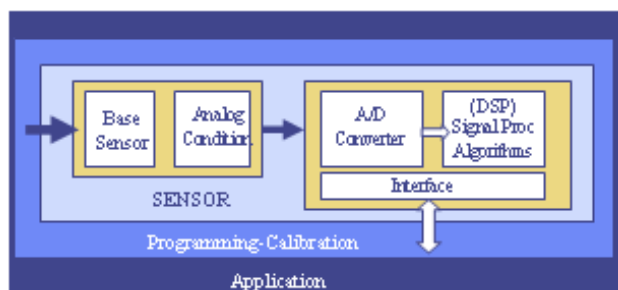 Base
Sensor
Analog
Condition
A/D
Converter
(DSP)
Signal Proc
Algorithms
Interface
SENSOR
Programming-Calibration
Application